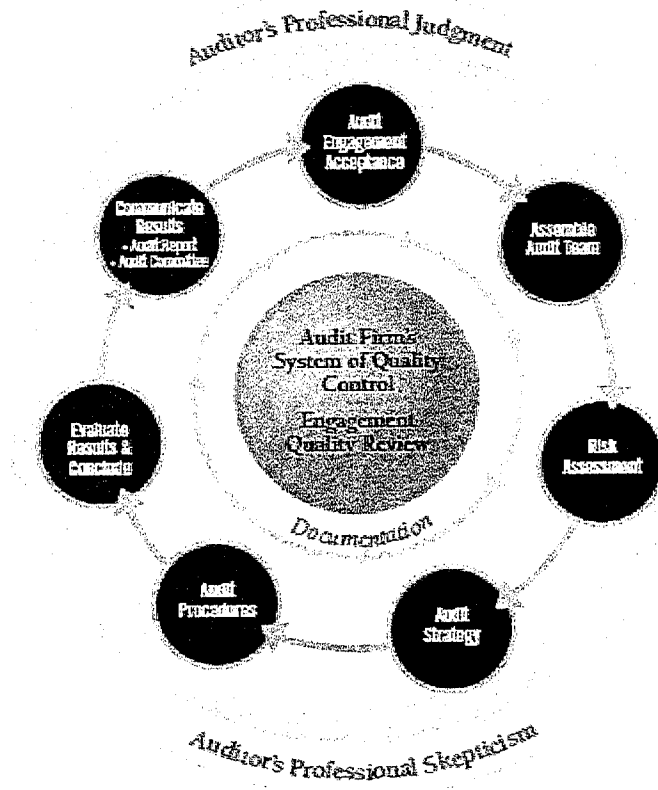 Auditor's Professional Judgment
Audit
Engagement
Acceptance
Assemble
Audit Team
Risk
Assessment
Audit
Strategy
Audit
Procedures
Evaluate
Results &
Conclude
Communicate
Results
• Audit Report
• Audit Committee
Audit Firm's
System of Quality
Control
Engagement
Quality Review
Documentation
Auditor's Professional Skepticism